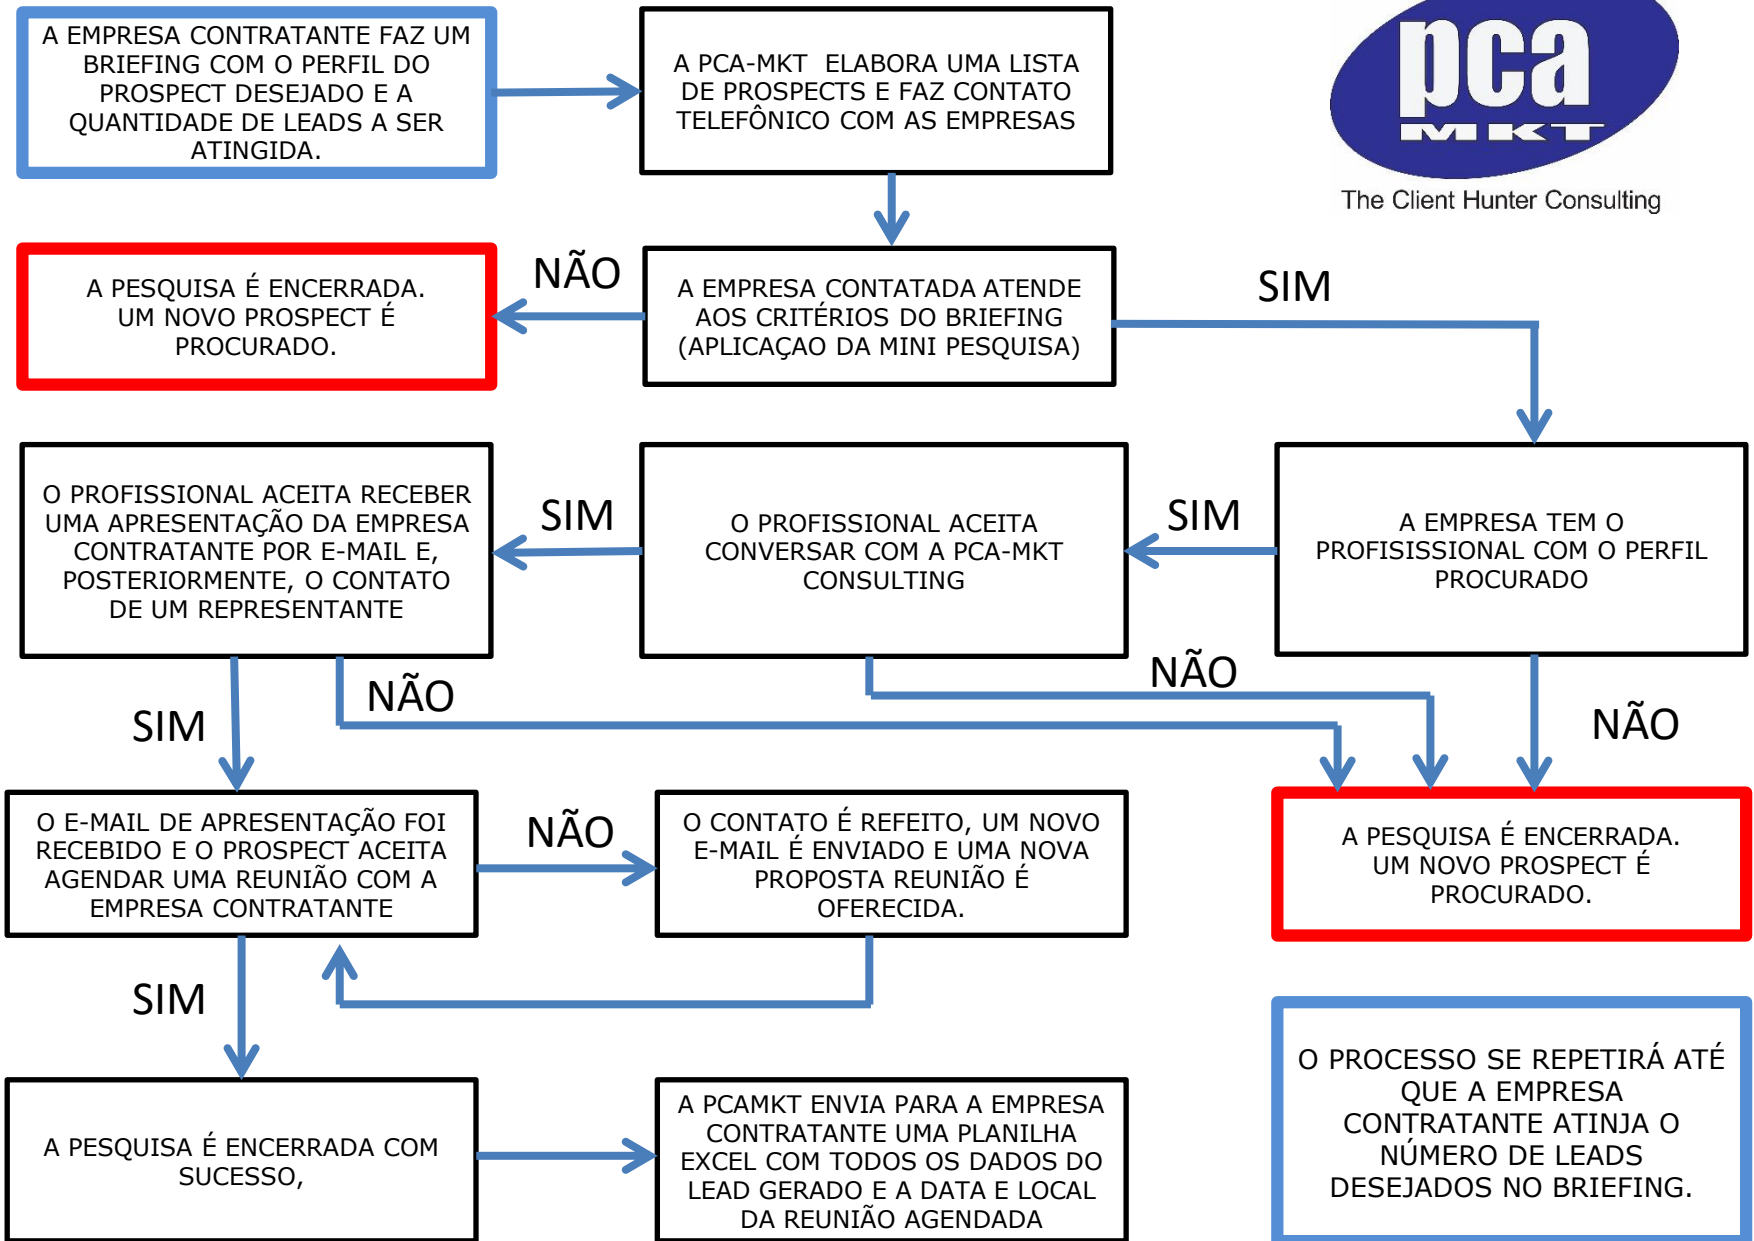 A EMPRESA CONTRATANTE FAZ UM
BRIEFING COM O PERFIL DO
PROSPECT DESEJADO E A
QUANTIDADE DE LEADS A SER
ATINGIDA.
A PCA-MKT ELABORA UMA LISTA
DE PROSPECTS E FAZ CONTATO
TELEFÔNICO COM AS EMPRESAS
pca
MKT
The Client Hunter Consulting
A PESQUISA É ENCERRADA.
UM NOVO PROSPECT É
PROCURADO.
NÃO
A EMPRESA CONTATADA ATENDE
AOS CRITÉRIOS DO BRIEFING
(APLICAÇAO DA MINI PESQUISA)
SIM
O PROFISSIONAL ACEITA RECEBER
UMA APRESENTAÇÃO DA EMPRESA
CONTRATANTE POR E-MAIL E,
POSTERIORMENTE, O CONTATO
DE UM REPRESENTANTE
SIM
O PROFISSIONAL ACEITA
CONVERSAR COM A PCA-MKT
CONSULTING
SIM
A EMPRESA TEM O
PROFISISSIONAL COM O PERFIL
PROCURADO
SIM
NÃO
NÃO
NÃO
O E-MAIL DE APRESENTAÇÃO FOI
RECEBIDO E O PROSPECT ACEITA
AGENDAR UMA REUNIÃO COM A
EMPRESA CONTRATANTE
NÃO
O CONTATO É REFEITO, UM NOVO
E-MAIL É ENVIADO E UMA NOVA
PROPOSTA REUNIÃO É
OFERECIDA.
A PESQUISA É ENCERRADA.
UM NOVO PROSPECT É
PROCURADO.
SIM
A PESQUISA É ENCERRADA COM
SUCESSO,
A PCAMKT ENVIA PARA A EMPRESA
CONTRATANTE UMA PLANILHA
EXCEL COM TODOS OS DADOS DO
LEAD GERADO E A DATA E LOCAL
DA REUNIÃO AGENDADA
O PROCESSO SE REPETIRÁ ATÉ
QUE A EMPRESA
CONTRATANTE ATINJA O
NÚMERO DE LEADS
DESEJADOS NO BRIEFING.